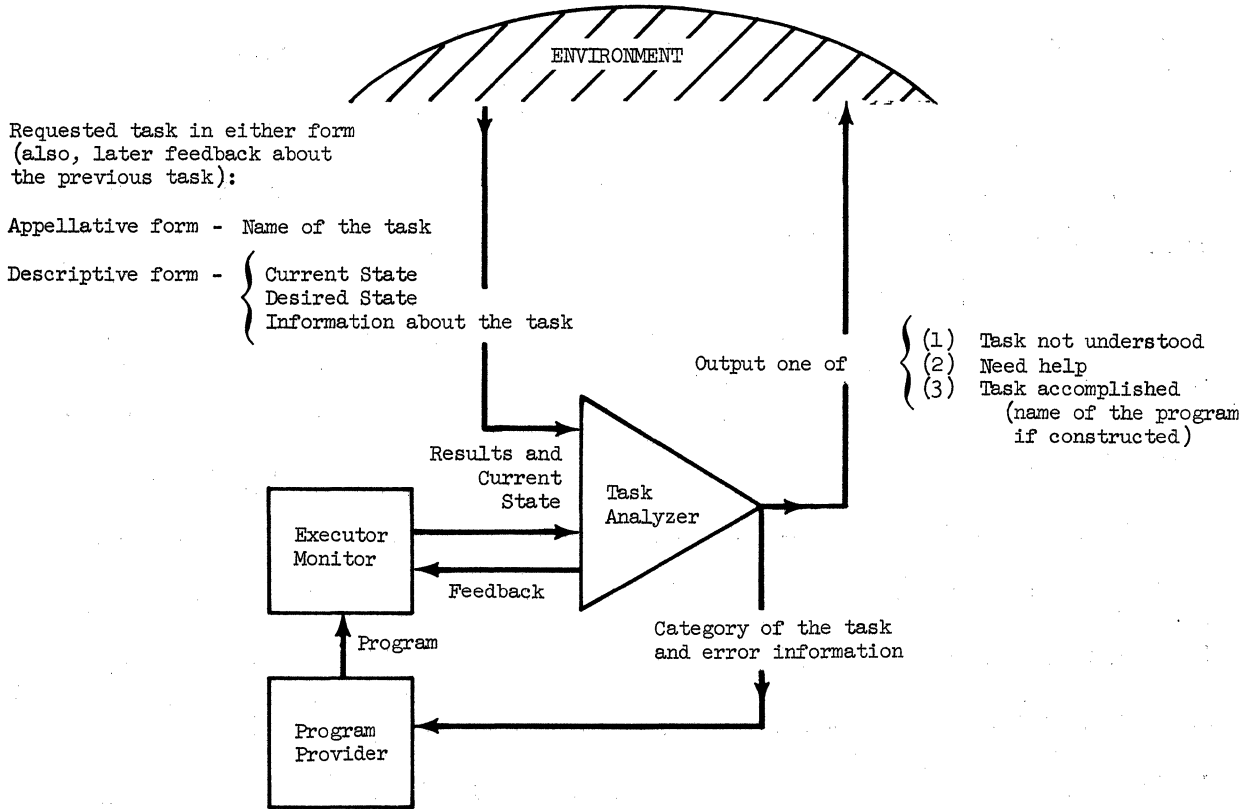 ENVIRONMENT
Requested task in either form
(also, later feedback about
the previous task):
Appellative form - Name of the task
Descriptive form - { Current State
Desired State
Information about the task
Output one of { (1) Task not understood
(2) Need help
(3) Task accomplished
(name of the program
if constructed)
Results and
Current
State
Task
Analyzer
Executor
Monitor
Feedback
Category of the task
and error information
Program
Program
Provider